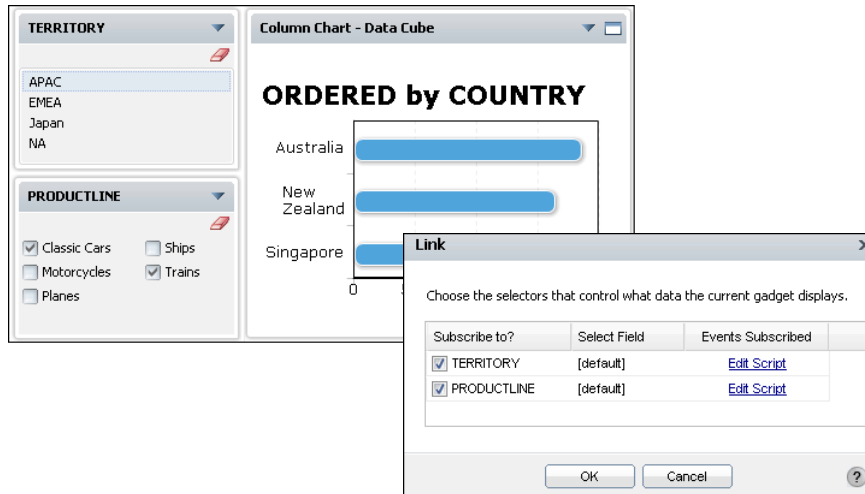 TERRITORY
APAC
EMEA
Japan
NA
PRODUCTLINE
Classic Cars
Ships
Motorcycles
Trains
Planes
Column Chart - Data Cube
ORDERED by COUNTRY
Australia
New
Zealand
Singapore
0
Link
Choose the selectors that control what data the current gadget displays.
Subscribe to? Select Field Events Subscribed
TERRITORY [default] Edit Script
PRODUCTLINE [default] Edit Script
OK Cancel
?